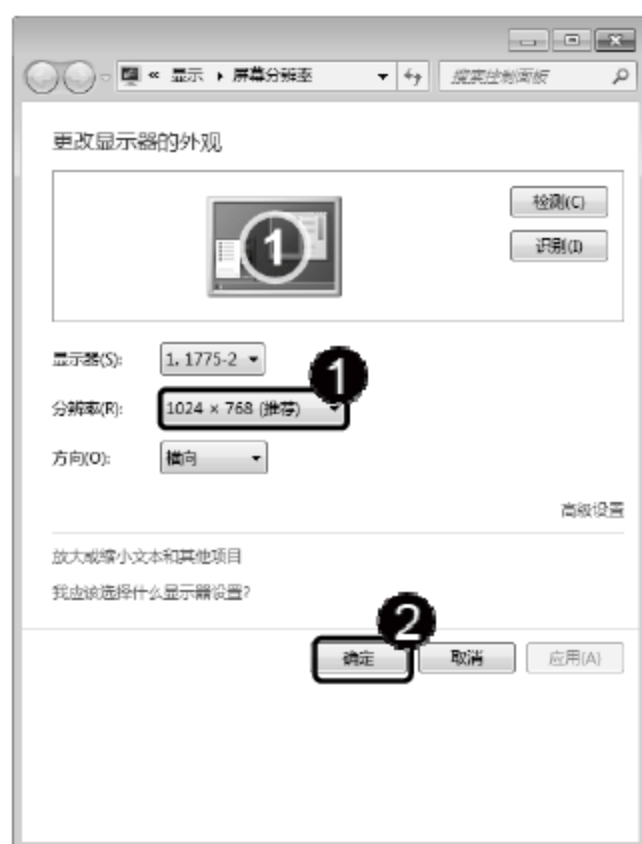 « 显示 ▸ 屏幕分辨率
搜索控制面板
更改显示器的外观
1
检测(C)
识别(I)
显示器(S): 1. 1775-2
1
分辨率(R): 1024 × 768 (推荐)
方向(O): 横向
高级设置
放大或缩小文本和其他项目
我应该选择什么显示器设置?
2
确定 取消 应用(A)